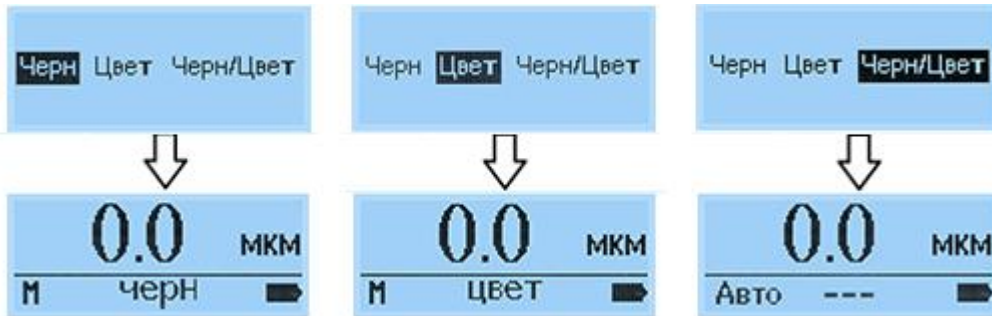 Черн Цвет Черн/Цвет
Черн Цвет Черн/Цвет
Черн Цвет Черн/Цвет
0.0 мкм
М черн
0.0 мкм
М цвет
0.0 мкм
Авто ---